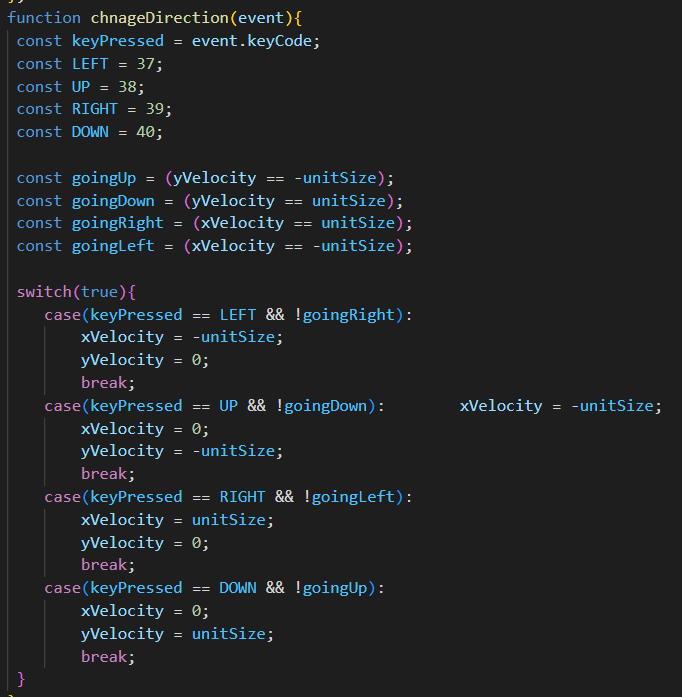 function chnageDirection(event){
const keyPressed = event.keyCode;
const LEFT = 37;
const UP = 38;
const RIGHT = 39;
const DOWN = 40;
const goingUp = (yVelocity == -unitSize);
const goingDown = (yVelocity == unitSize);
const goingRight = (xVelocity == unitSize);
const goingLeft = (xVelocity == -unitSize);
switch(true){
case(keyPressed == LEFT && !goingRight):
xVelocity = -unitSize;
yVelocity = 0;
break;
case(keyPressed == UP && !goingDown):        xVelocity = -unitSize;
xVelocity = 0;
yVelocity = -unitSize;
break;
case(keyPressed == RIGHT && !goingLeft):
xVelocity = unitSize;
yVelocity = 0;
break;
case(keyPressed == DOWN && !goingUp):
xVelocity = 0;
yVelocity = unitSize;
break;
}